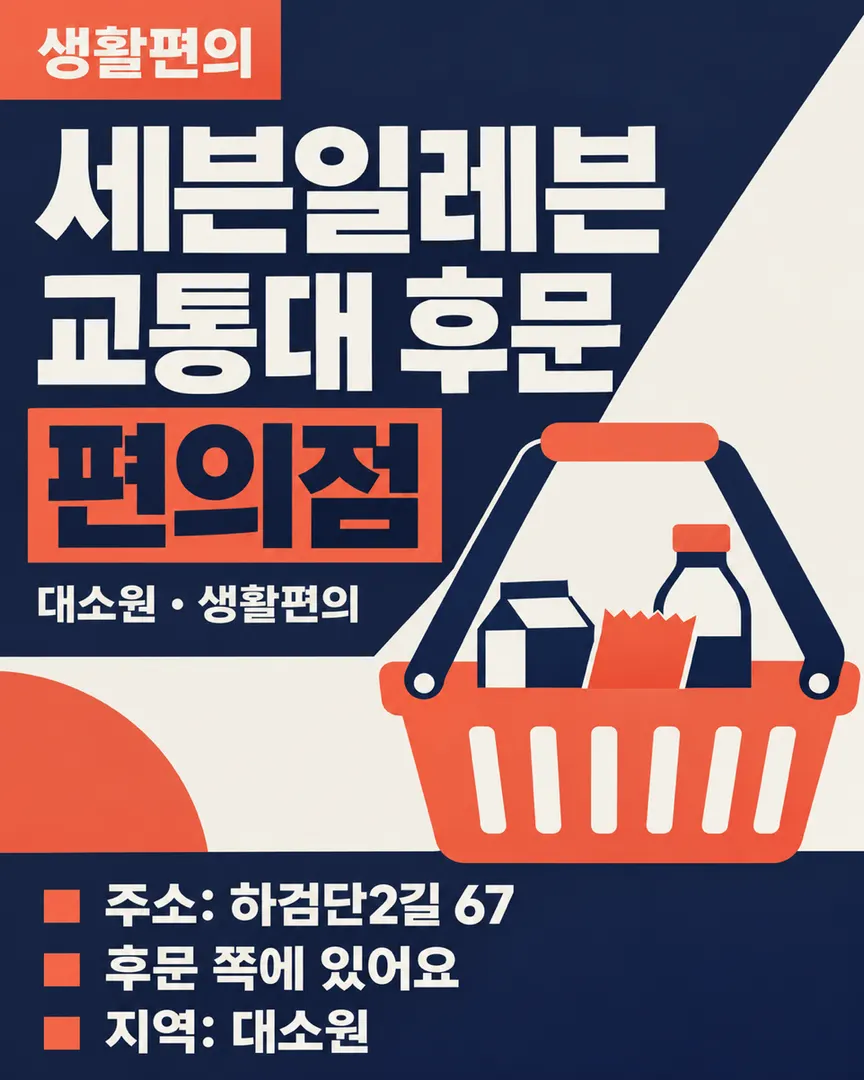 생활편의
세븐일레븐
교통대 후문
편의점
대소원 • 생활편의
주소: 하검단2길 67
후문 쪽에 있어요
지역: 대소원